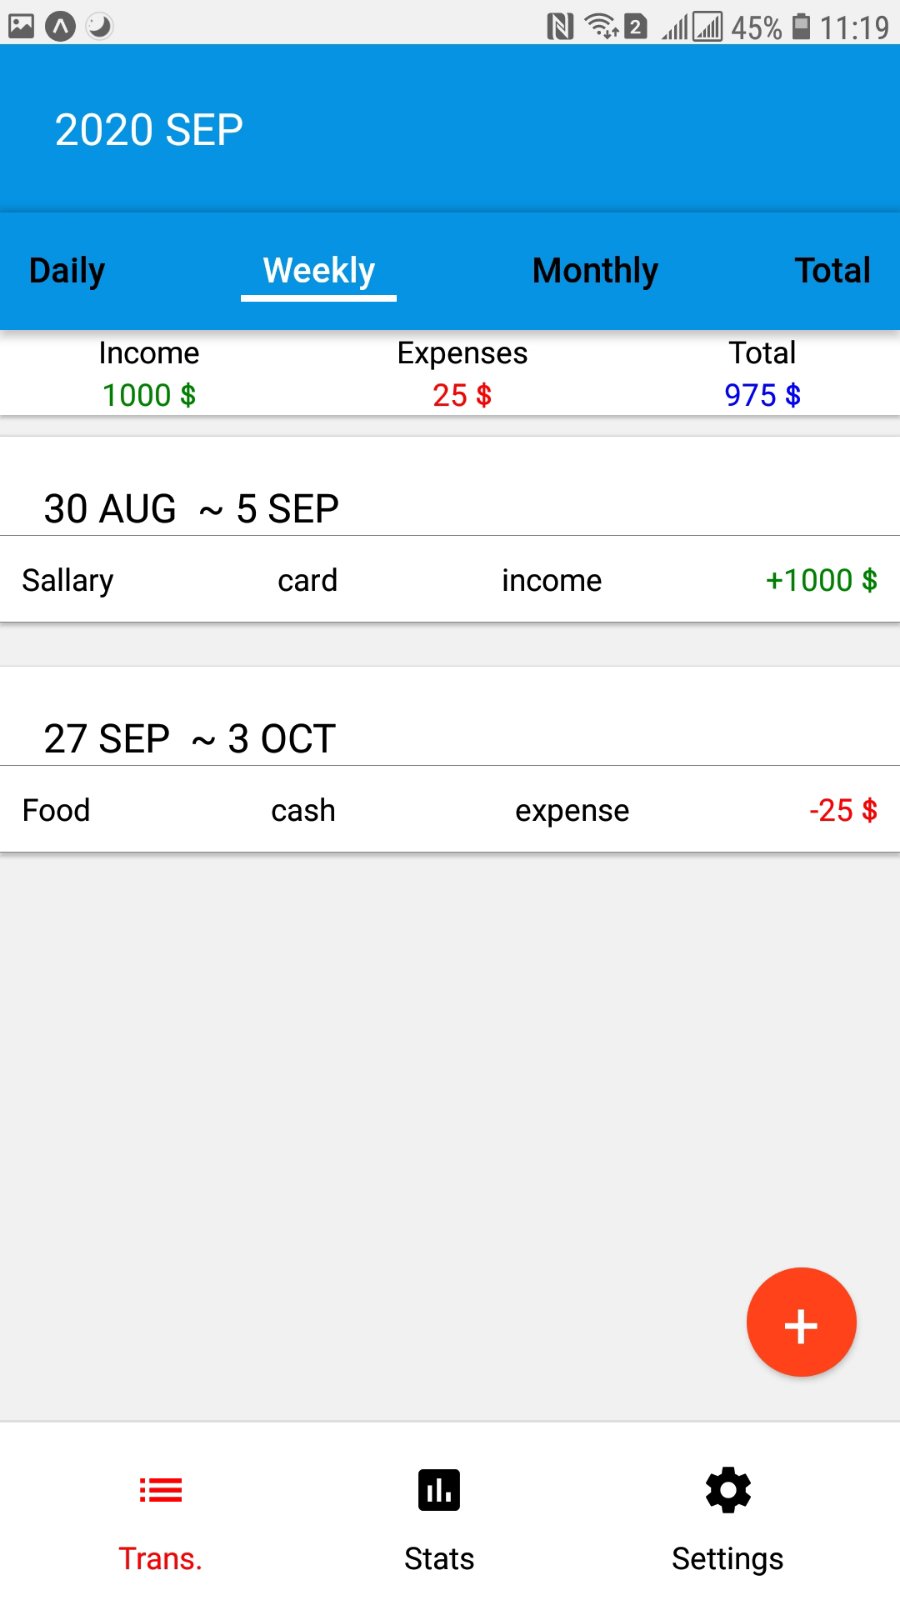 2 45% 11:19
2020 SEP
Daily Weekly Monthly Total
Income Expenses Total
1000 $ 25 $ 975 $
30 AUG ~ 5 SEP
Sallary card income +1000 $
27 SEP ~ 3 OCT
Food cash expense -25 $
+
Trans. Stats Settings